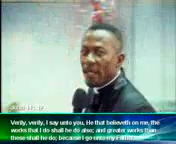 Verily, verily, I say unto you, He that believeth on me, the
works that I do shall he do also; and greater works than
these shall he do; because I go unto my